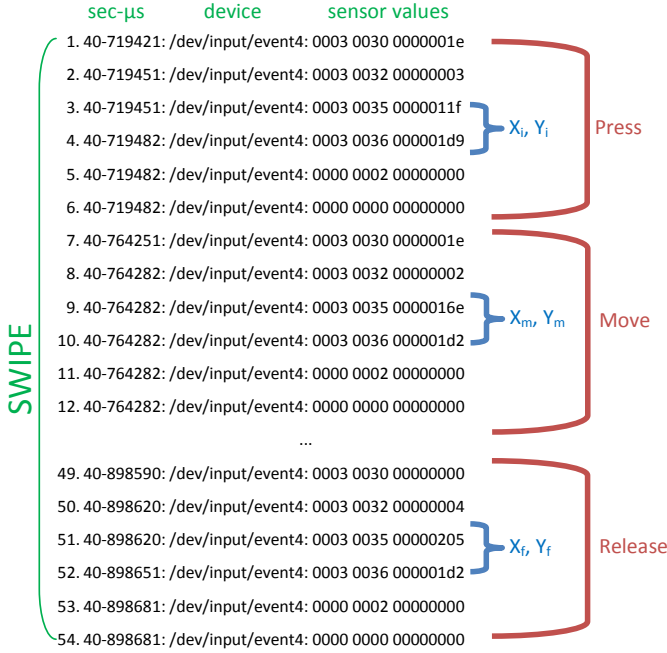 sec-µs device sensor values
1. 40-719421: /dev/input/event4: 0003 0030 0000001e
2. 40-719451: /dev/input/event4: 0003 0032 00000003
3. 40-719451: /dev/input/event4: 0003 0035 0000011f
4. 40-719482: /dev/input/event4: 0003 0036 000001d9
5. 40-719482: /dev/input/event4: 0000 0002 00000000
6. 40-719482: /dev/input/event4: 0000 0000 00000000
Xi, Yi
Press
7. 40-764251: /dev/input/event4: 0003 0030 0000001e
8. 40-764282: /dev/input/event4: 0003 0032 00000002
9. 40-764282: /dev/input/event4: 0003 0035 0000016e
10. 40-764282: /dev/input/event4: 0003 0036 000001d2
11. 40-764282: /dev/input/event4: 0000 0002 00000000
12. 40-764282: /dev/input/event4: 0000 0000 00000000
Xm, Ym
Move
...
49. 40-898590: /dev/input/event4: 0003 0030 00000000
50. 40-898620: /dev/input/event4: 0003 0032 00000004
51. 40-898620: /dev/input/event4: 0003 0035 00000205
52. 40-898651: /dev/input/event4: 0003 0036 000001d2
53. 40-898681: /dev/input/event4: 0000 0002 00000000
54. 40-898681: /dev/input/event4: 0000 0000 00000000
Xf, Yf
Release
SWIPE